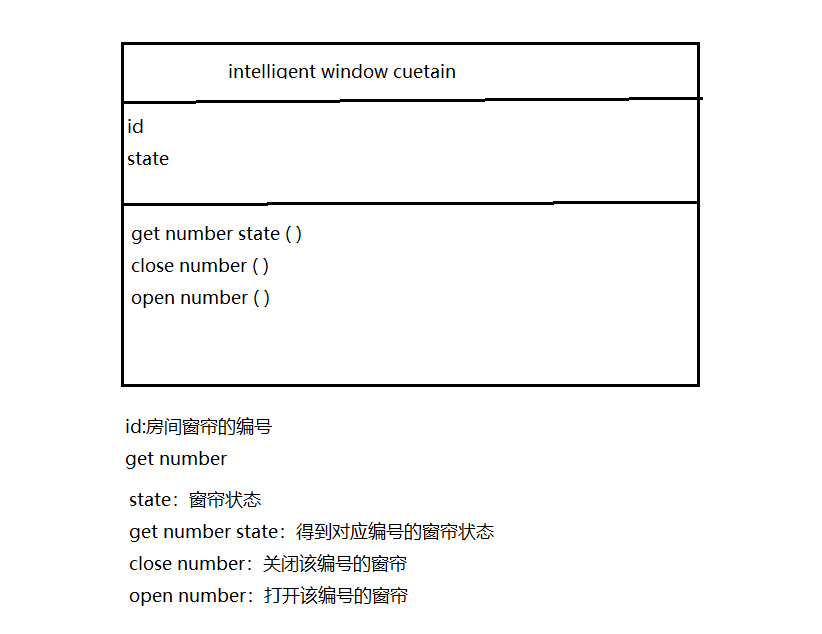 intelligent window cuetain
id
state
get number state ( )
close number ( )
open number ( )
id:房间窗帘的编号
get number
state：窗帘状态
get number state：得到对应编号的窗帘状态
close number：关闭该编号的窗帘
open number：打开该编号的窗帘